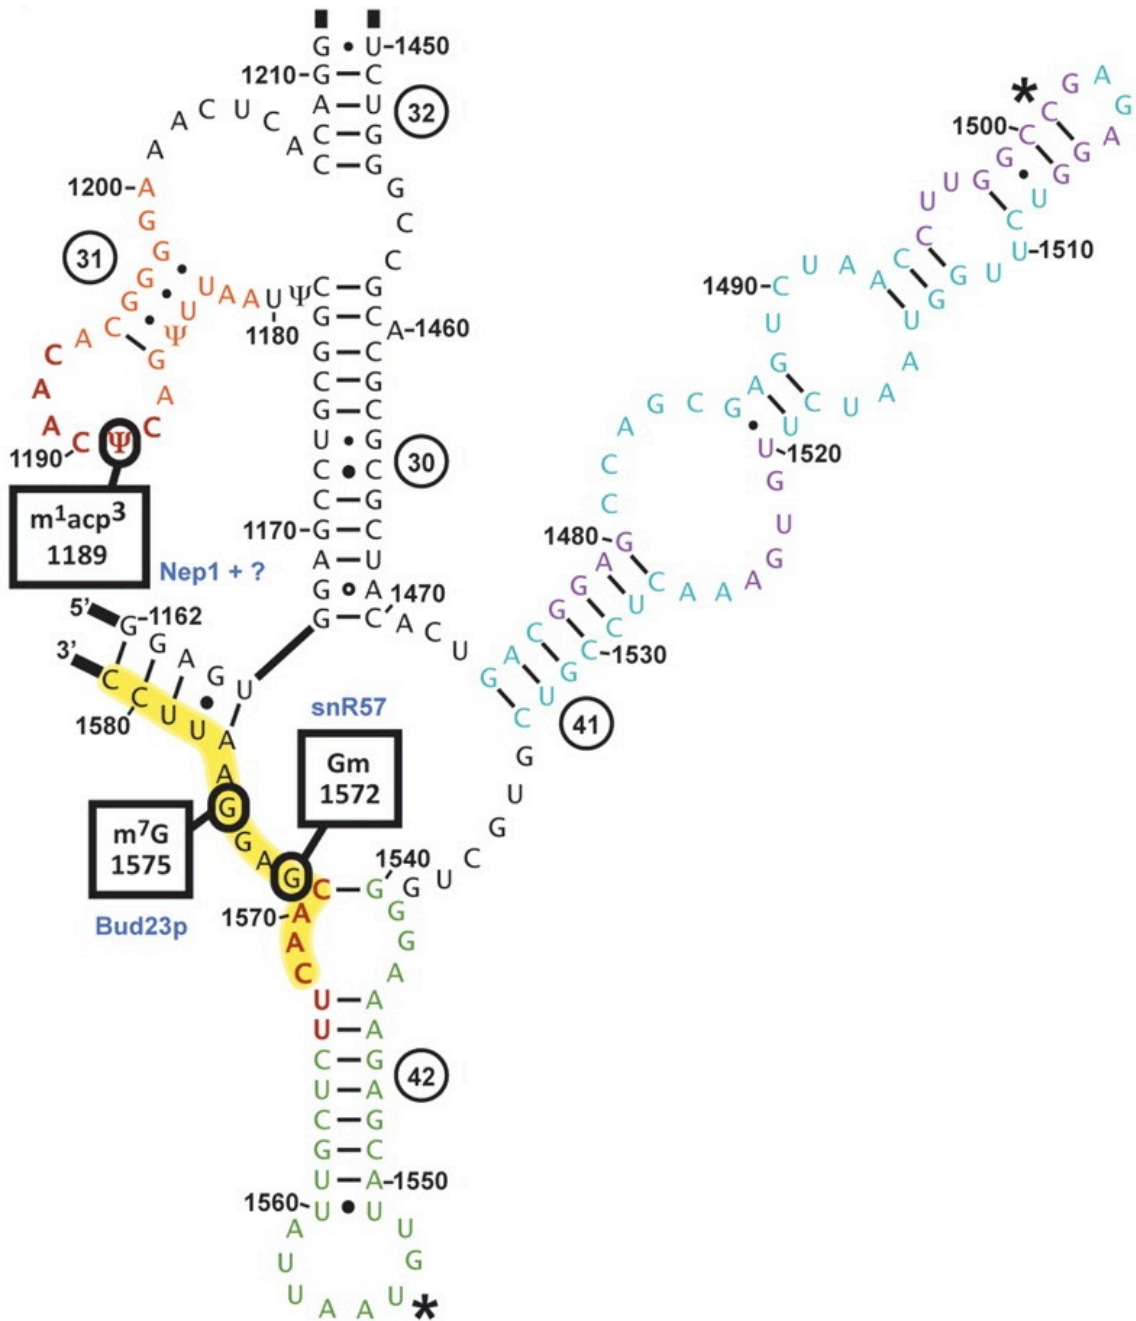 G • U-1450
1210-G C
A U
C G
C G
32
A A C U C A
1200-A
G
G
G
G
C
A
31
C
A
A
C
Ψ
C
A
G
Ψ
U
U
A
A
U
Ψ
1180
1190
m1acp3
1189
Nep1 + ?
G
C
C
C G
G C
A-1460
G C
C G
G C
U • G
C • C
C G
1170-G C
A U
G A
G C
1470
30
A C U
5'
G-1162
G
A
G
U
3'
C
C
1580
U
U
A
A
G
G
A
G
C
snR57
Gm
1572
m7G
1575
Bud23p
1570-A
A
C
U A
U A
C G
U A
C G
G C
U A-1550
1560-U • U
A
U
U
A
A
U
G
U
*
42
A
G
G
G
1540
G
U
C
G
U
G
C
41
G A C G G A G
1480
C C A G C G A G U C
1490
U A A C C U U G G C C
1500
*
G A G A G G U C U
1510
U G G U A A U C U U
1520
G U G A A A C U C C
1530
G U